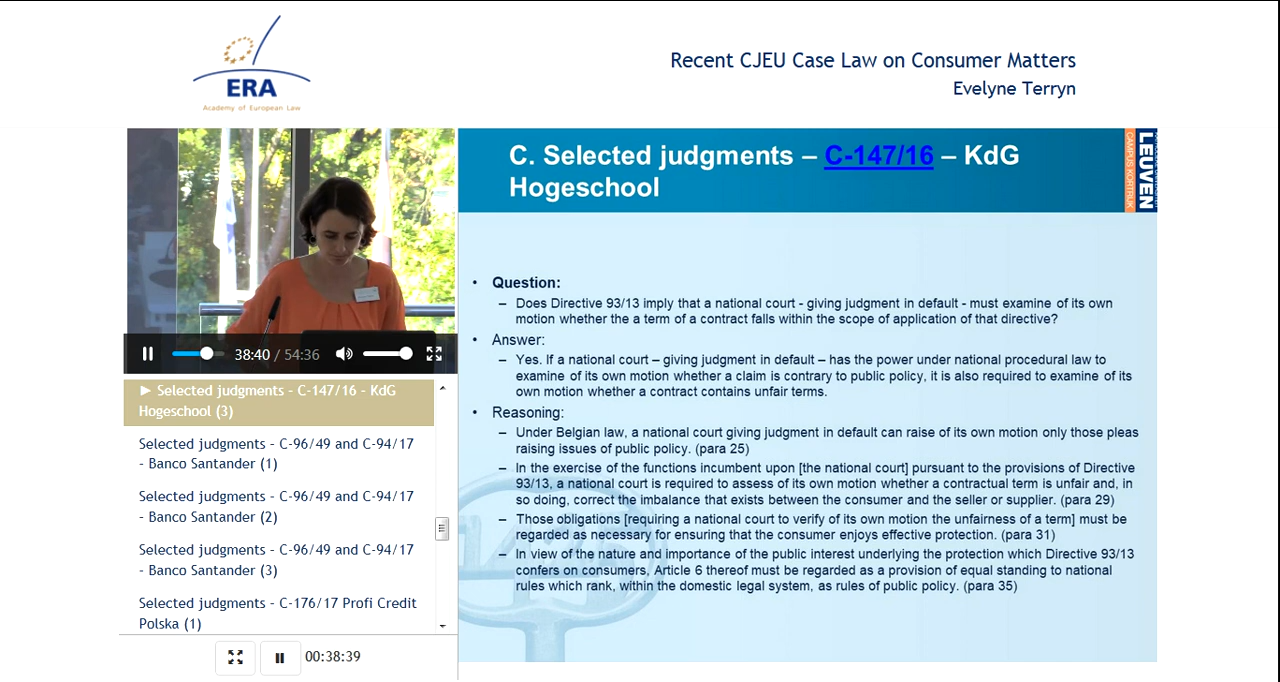 ERA
Academy of European Law
Recent CJEU Case Law on Consumer Matters
Evelyne Terryn
C. Selected judgments – C-147/16 – KdG
Hogeschool
LEUVEN
CAMPUS KORTRIJK
• Question:
– Does Directive 93/13 imply that a national court - giving judgment in default - must examine of its own
motion whether the a term of a contract falls within the scope of application of that directive?
• Answer:
– Yes. If a national court – giving judgment in default – has the power under national procedural law to
examine of its own motion whether a claim is contrary to public policy, it is also required to examine of its
own motion whether a contract contains unfair terms.
• Reasoning:
– Under Belgian law, a national court giving judgment in default can raise of its own motion only those pleas
raising issues of public policy. (para 25)
– In the exercise of the functions incumbent upon [the national court] pursuant to the provisions of Directive
93/13, a national court is required to assess of its own motion whether a contractual term is unfair and, in
so doing, correct the imbalance that exists between the consumer and the seller or supplier. (para 29)
– Those obligations [requiring a national court to verify of its own motion the unfairness of a term] must be
regarded as necessary for ensuring that the consumer enjoys effective protection. (para 31)
– In view of the nature and importance of the public interest underlying the protection which Directive 93/13
confers on consumers, Article 6 thereof must be regarded as a provision of equal standing to national
rules which rank, within the domestic legal system, as rules of public policy. (para 35)
38:40 / 54:36
► Selected judgments - C-147/16 - KdG
Hogeschool (3)
Selected judgments - C-96/49 and C-94/17
- Banco Santander (1)
Selected judgments - C-96/49 and C-94/17
- Banco Santander (2)
Selected judgments - C-96/49 and C-94/17
- Banco Santander (3)
Selected judgments - C-176/17 Profi Credit
Polska (1)
00:38:39